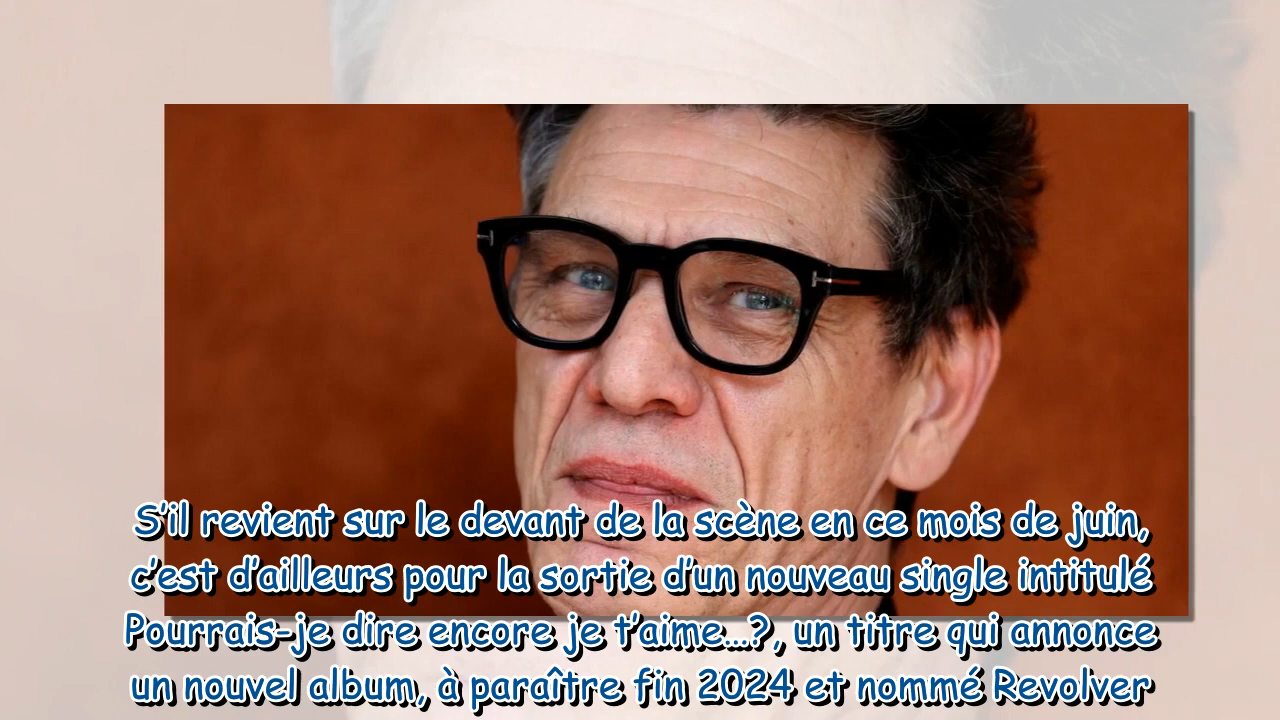 S'il revient sur le devant de la scène en ce mois de juin,
c'est d'ailleurs pour la sortie d'un nouveau single intitulé
Pourrais-je dire encore je t'aime...?, un titre qui annonce
un nouvel album, à paraître fin 2024 et nommé Revolver